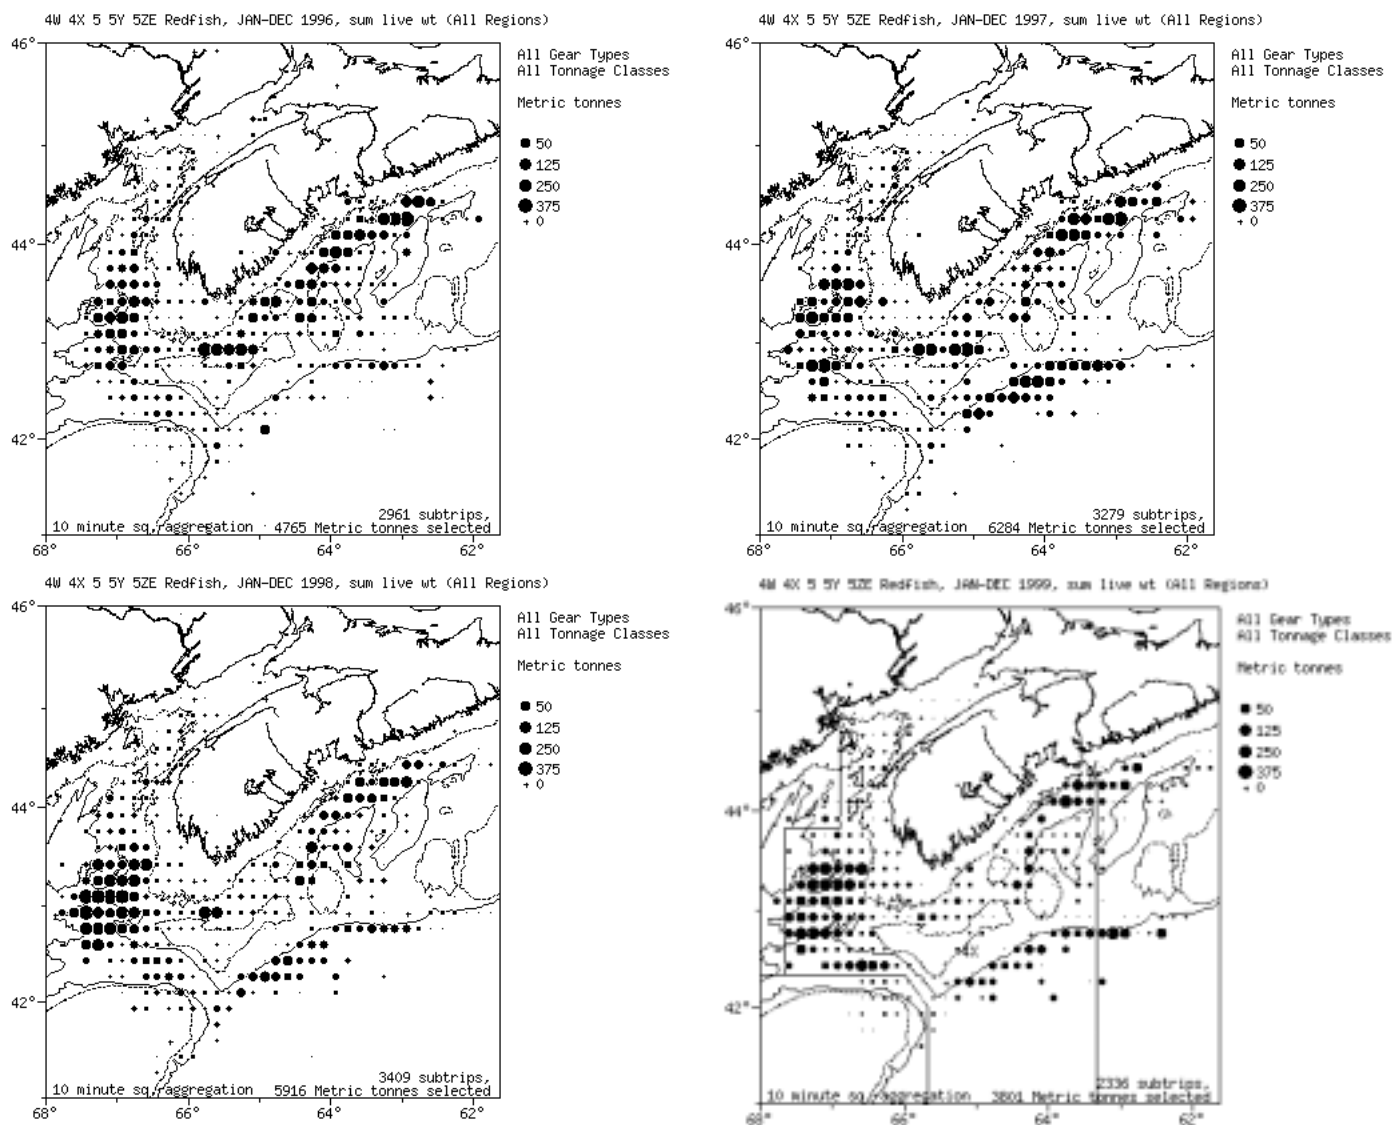 4W 4X 5 5Y 5ZE Redfish, JAN-DEC 1996, sum live wt (All Regions)
46°
44°
42°
68°
66°
64°
62°
All Gear Types
All Tonnage Classes
Metric tonnes
50
125
250
375
+ 0
2961 subtrips,
10 minute sq. aggregation
4765 Metric tonnes selected
4W 4X 5 5Y 5ZE Redfish, JAN-DEC 1997, sum live wt (All Regions)
46°
44°
42°
68°
66°
64°
62°
All Gear Types
All Tonnage Classes
Metric tonnes
50
125
250
375
+ 0
3279 subtrips,
10 minute sq. aggregation
6284 Metric tonnes selected
4W 4X 5 5Y 5ZE Redfish, JAN-DEC 1998, sum live wt (All Regions)
46°
44°
42°
68°
66°
64°
62°
All Gear Types
All Tonnage Classes
Metric tonnes
50
125
250
375
+ 0
3409 subtrips,
10 minute sq. aggregation
5916 Metric tonnes selected
4W 4X 5 5Y 5ZE Redfish, JAN-DEC 1999, sum live wt (All Regions)
46°
44°
42°
68°
66°
64°
62°
All Gear Types
All Tonnage Classes
Metric tonnes
50
125
250
375
+ 0
4X
2336 subtrips,
10 minute sq. aggregation
3801 Metric tonnes selected